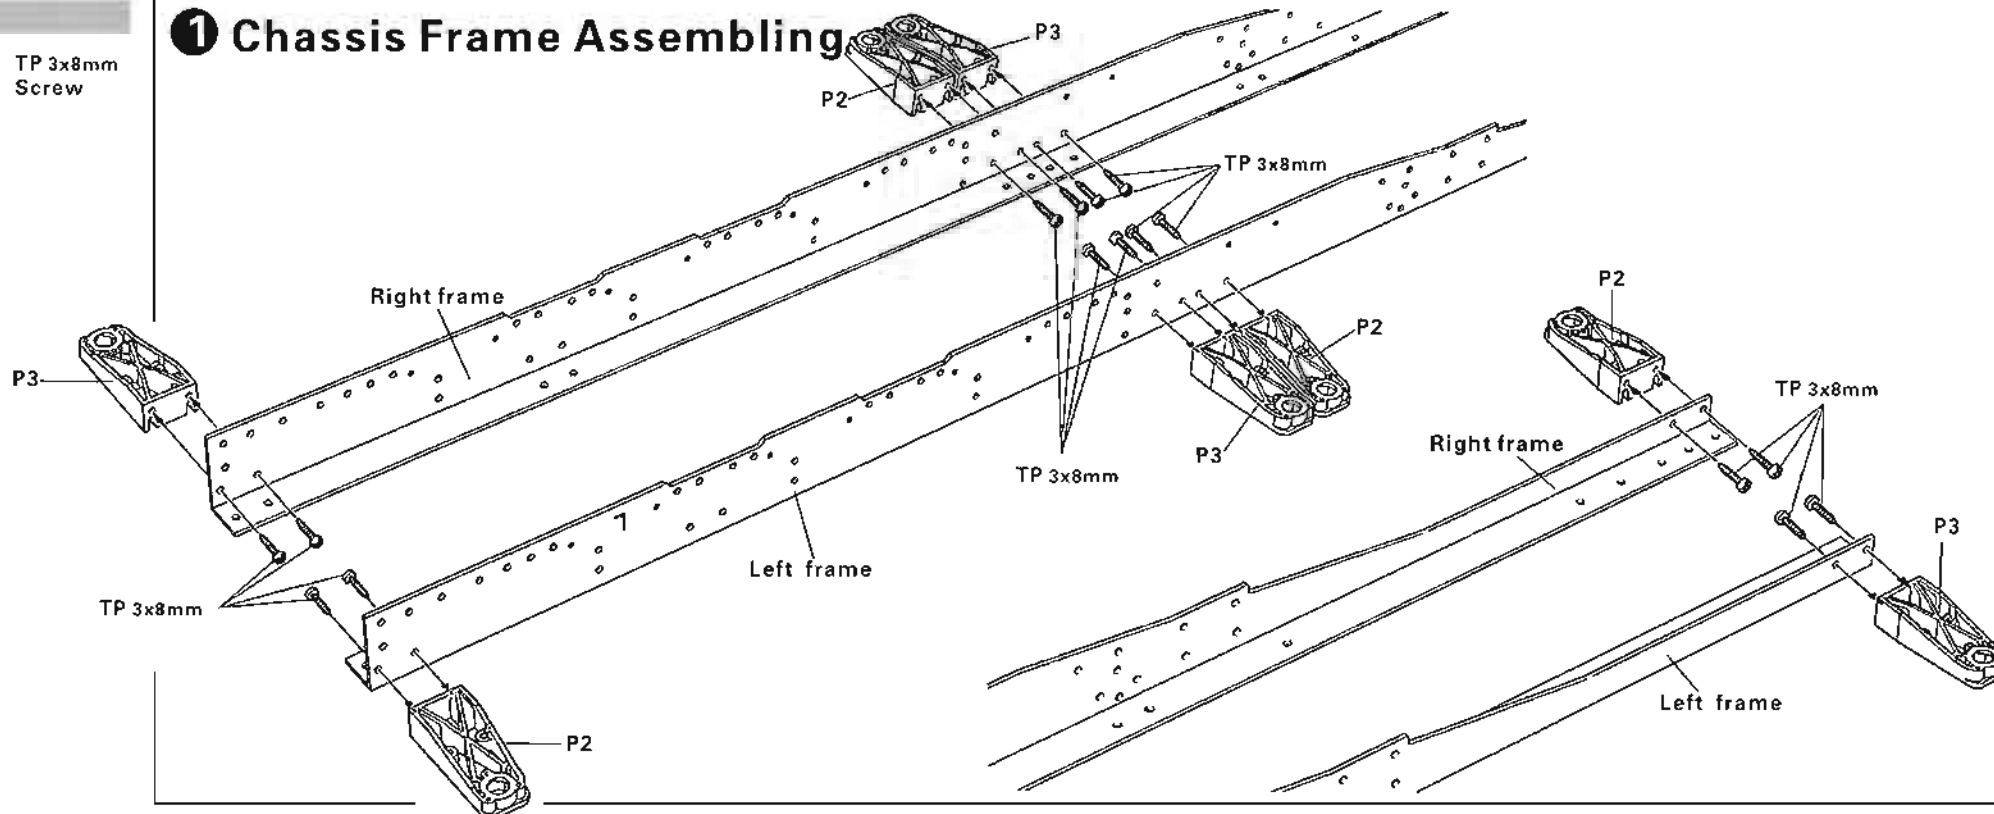 1 Chassis Frame Assembling
TP 3x8mm
Screw
P3
P2
TP 3x8mm
Right frame
P2
P2
P3
TP 3x8mm
Right frame
P3
P3
TP 3x8mm
P3
Left frame
TP 3x8mm
Left frame
P2